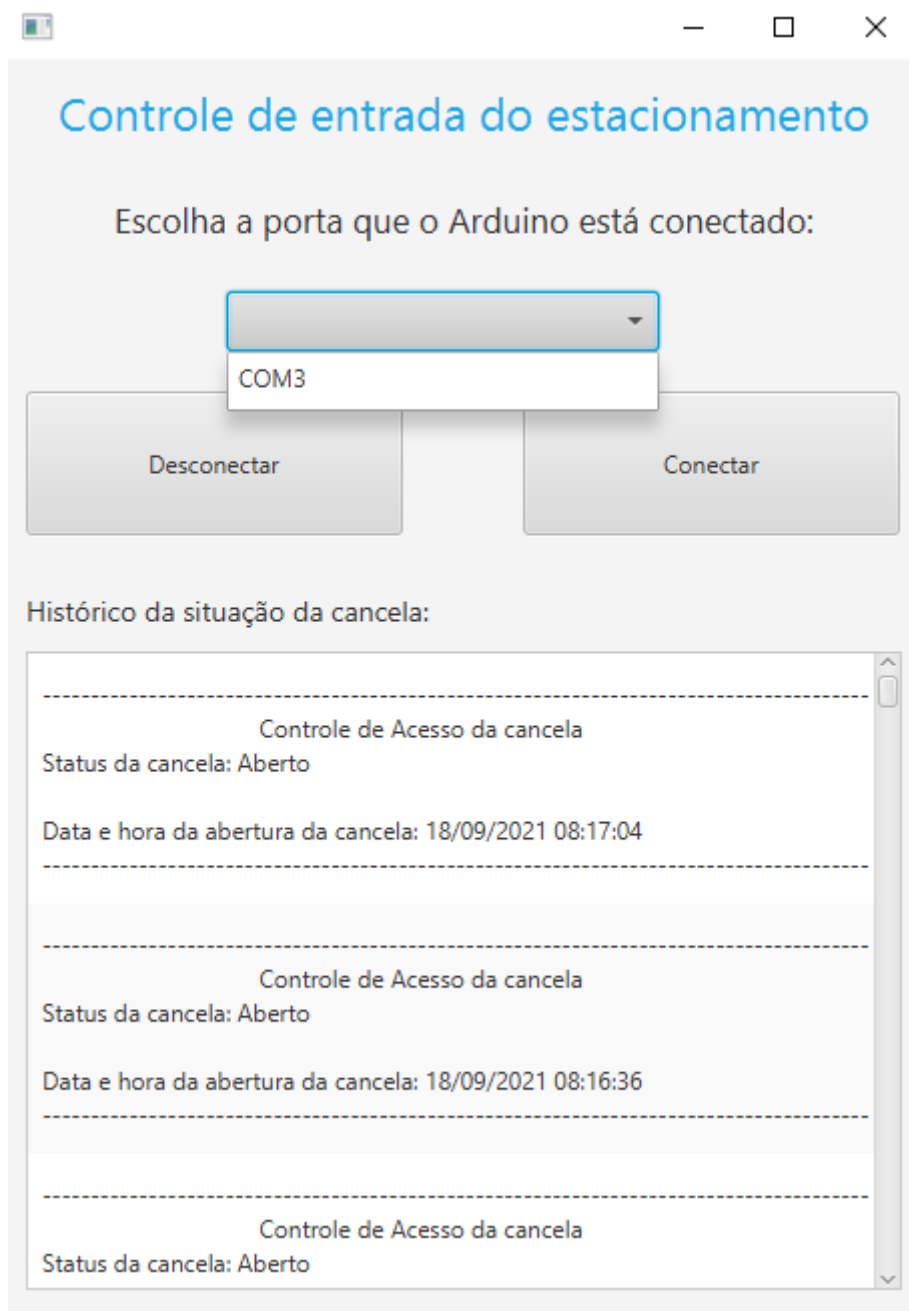 Controle de entrada do estacionamento
Escolha a porta que o Arduino está conectado:
COM3
Desconectar
Conectar
Histórico da situação da cancela:
--------------------------------------------------------------------------------------
Controle de Acesso da cancela
Status da cancela: Aberto
Data e hora da abertura da cancela: 18/09/2021 08:17:04
--------------------------------------------------------------------------------------
--------------------------------------------------------------------------------------
Controle de Acesso da cancela
Status da cancela: Aberto
Data e hora da abertura da cancela: 18/09/2021 08:16:36
--------------------------------------------------------------------------------------
--------------------------------------------------------------------------------------
Controle de Acesso da cancela
Status da cancela: Aberto